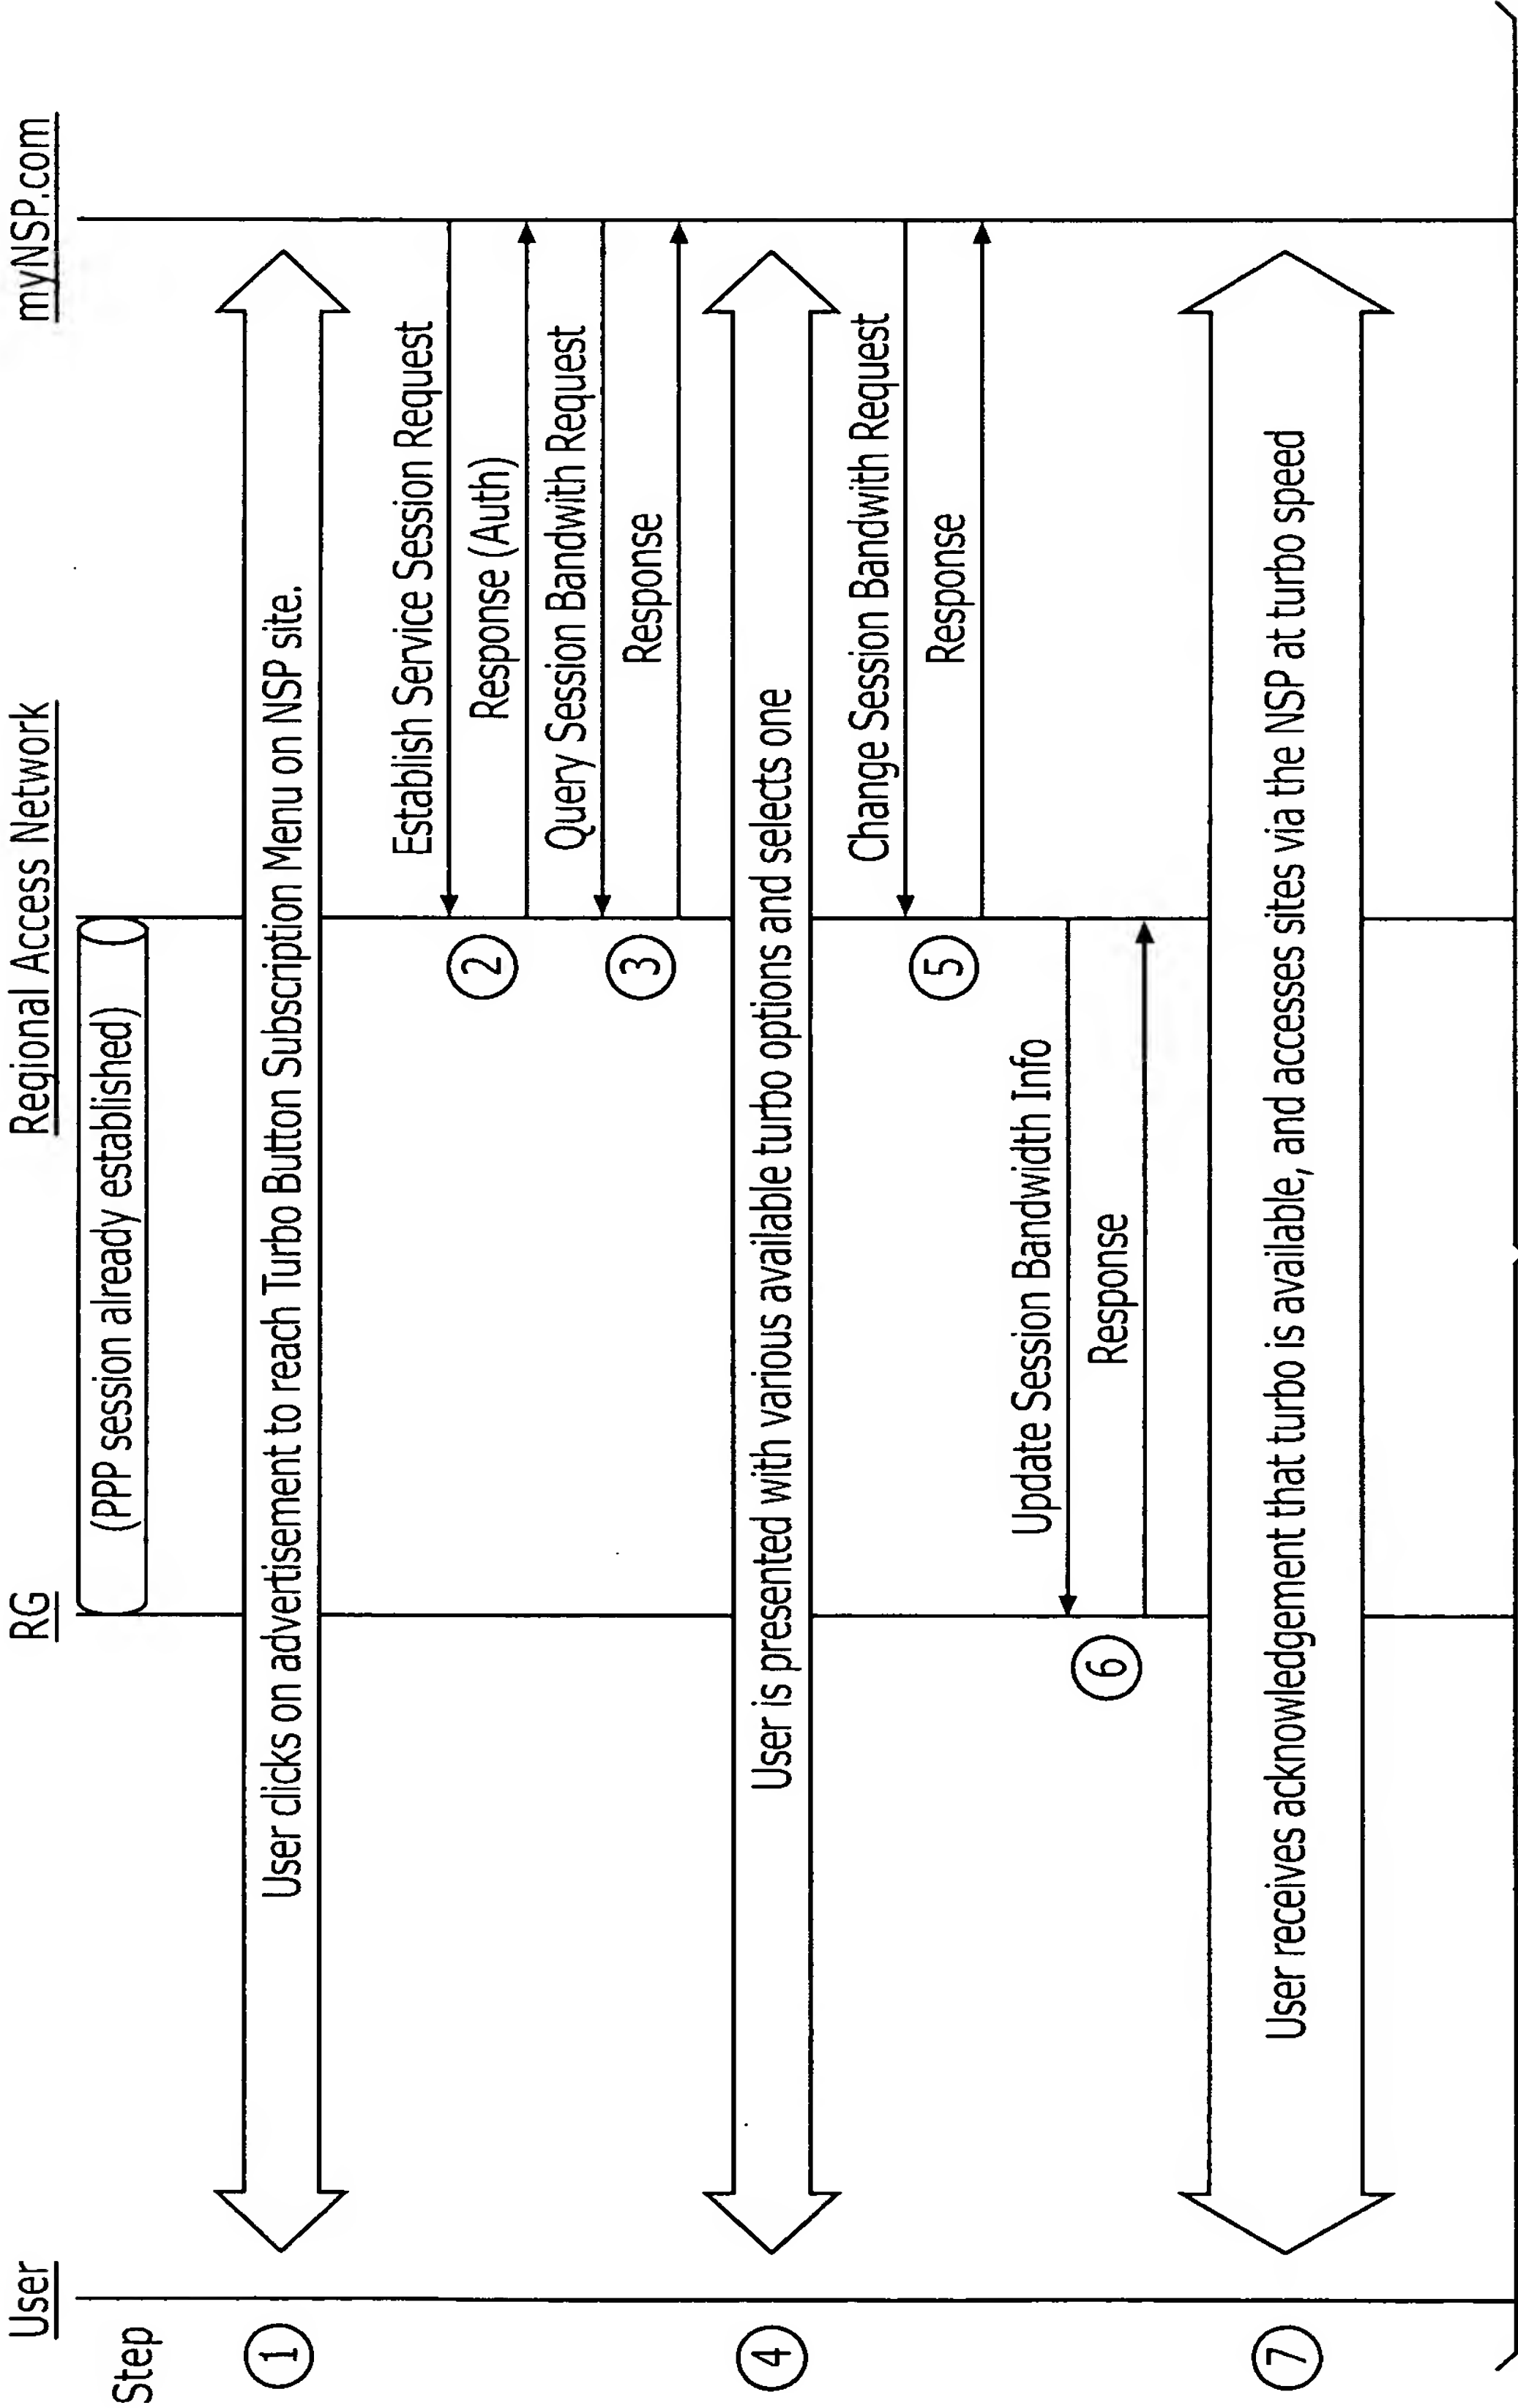 User
RG
Regional Access Network
myNSP.com
Step
(PPP session already established)
1
User clicks on advertisement to reach Turbo Button Subscription Menu on NSP site.
Establish Service Session Request
2
Response (Auth)
Query Session Bandwith Request
3
Response
4
User is presented with various available turbo options and selects one
Change Session Bandwith Request
5
Response
Update Session Bandwidth Info
6
Response
7
User receives acknowledgement that turbo is available, and accesses sites via the NSP at turbo speed